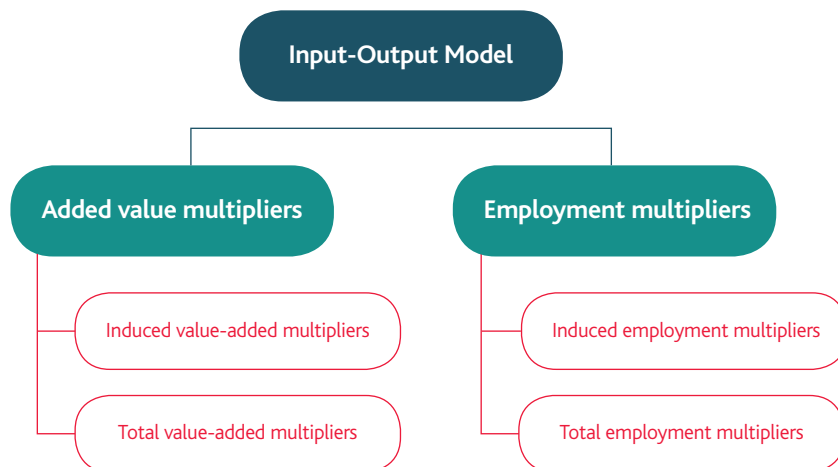 Input-Output Model
Added value multipliers
Employment multipliers
Induced value-added multipliers
Induced employment multipliers
Total value-added multipliers
Total employment multipliers